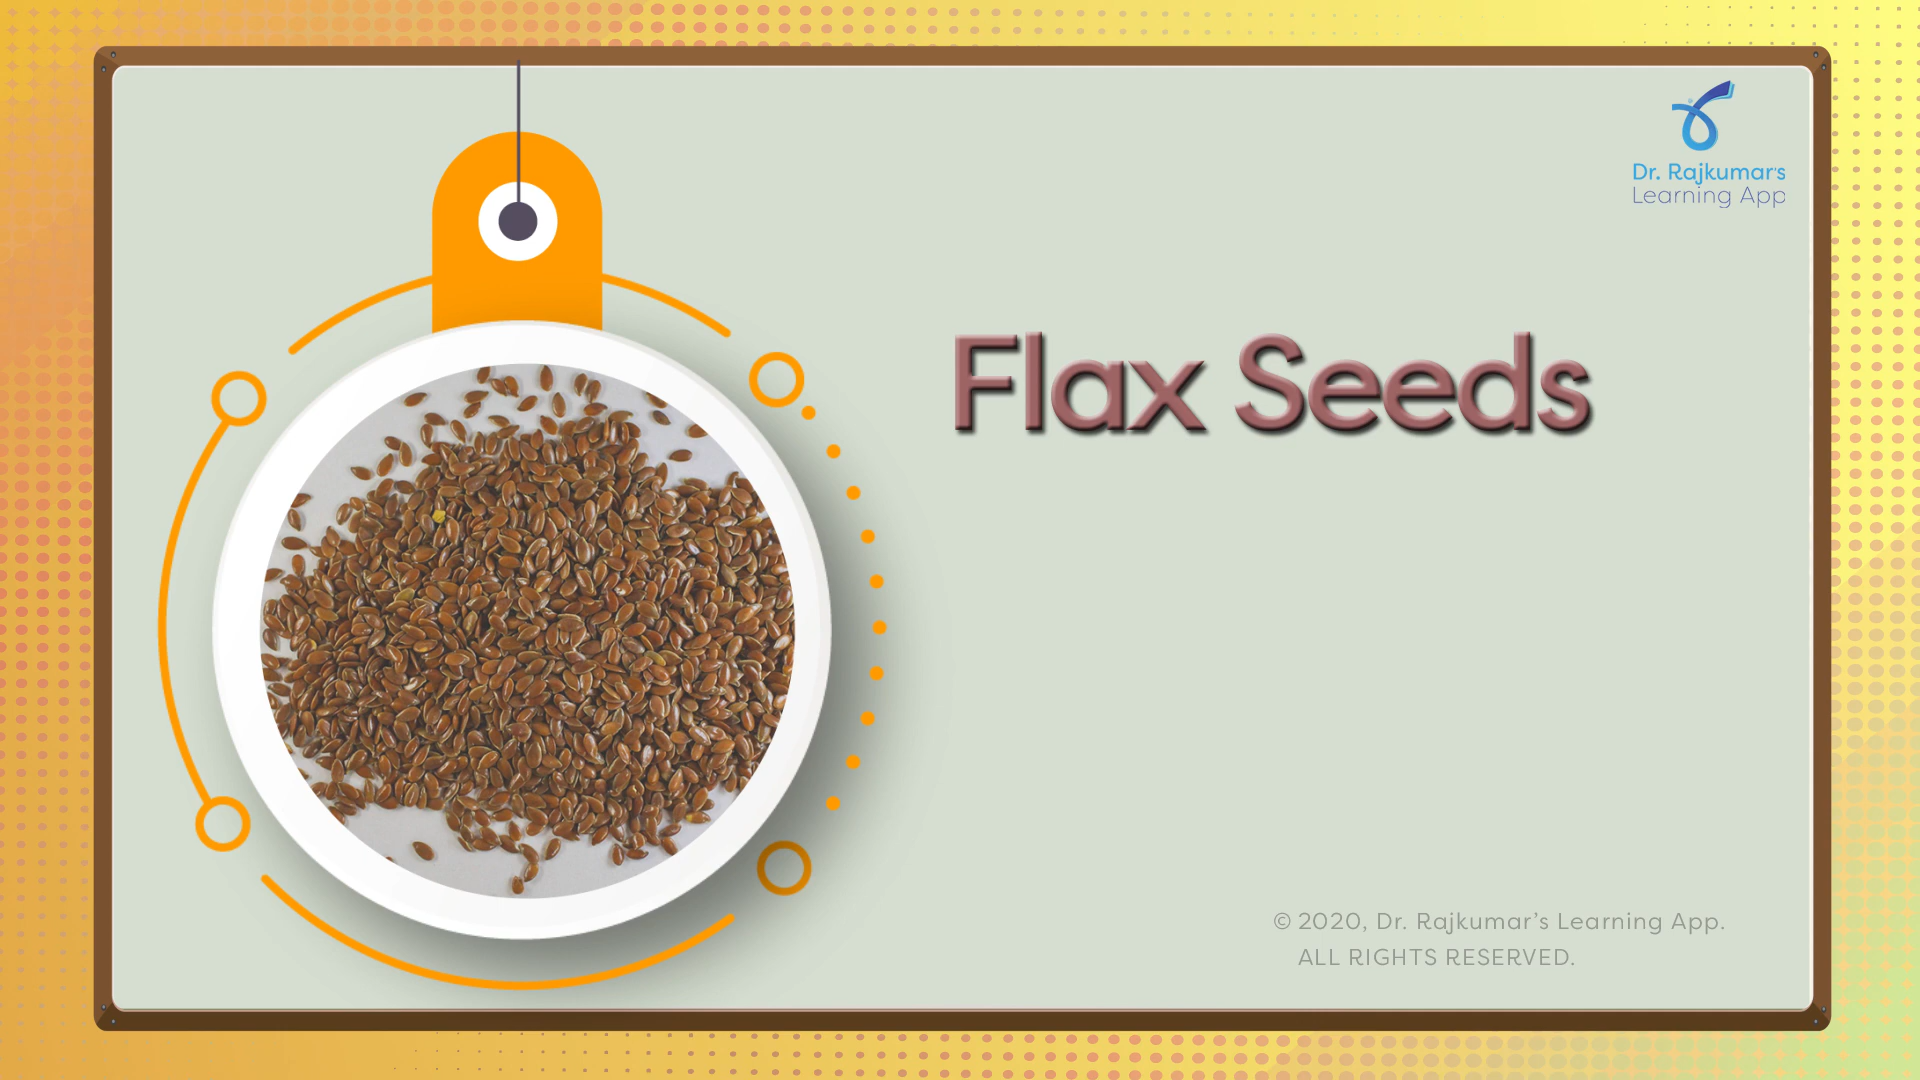 Dr. Rajkumar's
Learning App
Flax Seeds
© 2020, Dr. Rajkumar’s Learning App.
ALL RIGHTS RESERVED.